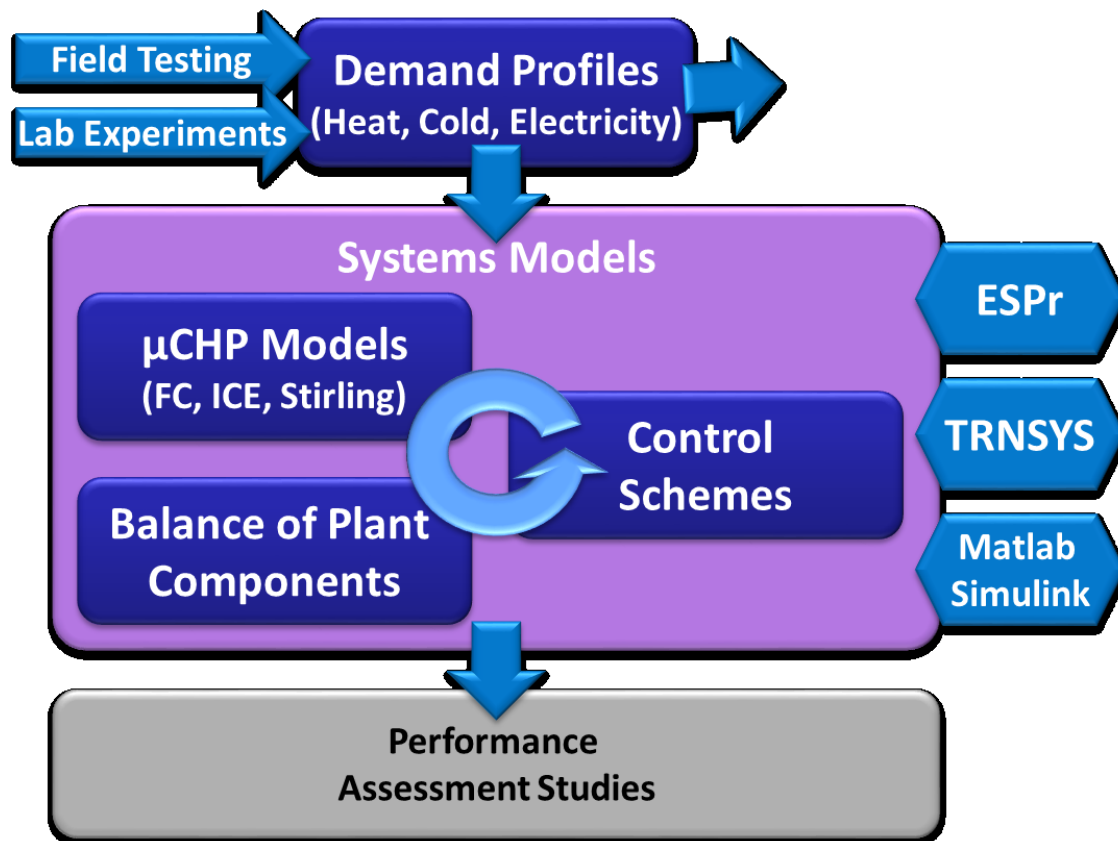 Field Testing
Lab Experiments
Demand Profiles
(Heat, Cold, Electricity)
Systems Models
µCHP Models
(FC, ICE, Stirling)
Control
Schemes
Balance of Plant
Components
ESPr
TRNSYS
Matlab
Simulink
Performance
Assessment Studies